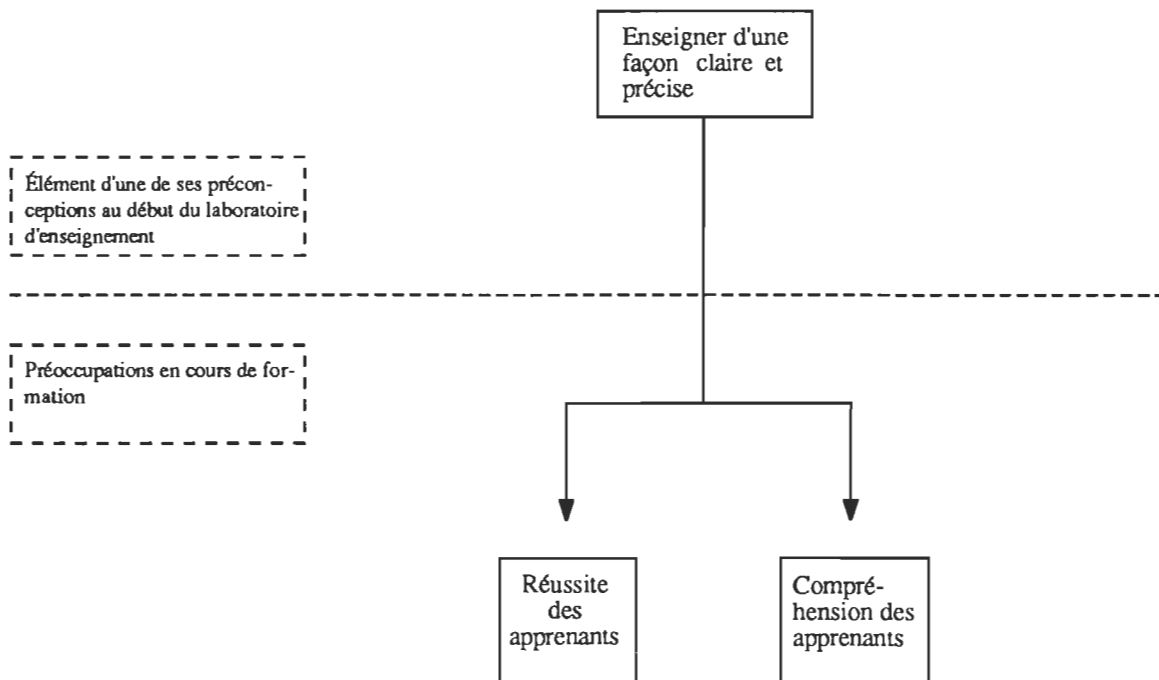 Enseigner d'une
façon claire et
précise
Élément d'une de ses précon-
ceptions au début du laboratoire
d'enseignement
Préoccupations en cours de for-
mation
Réussite
des
apprenants
Compré-
hension des
apprenants